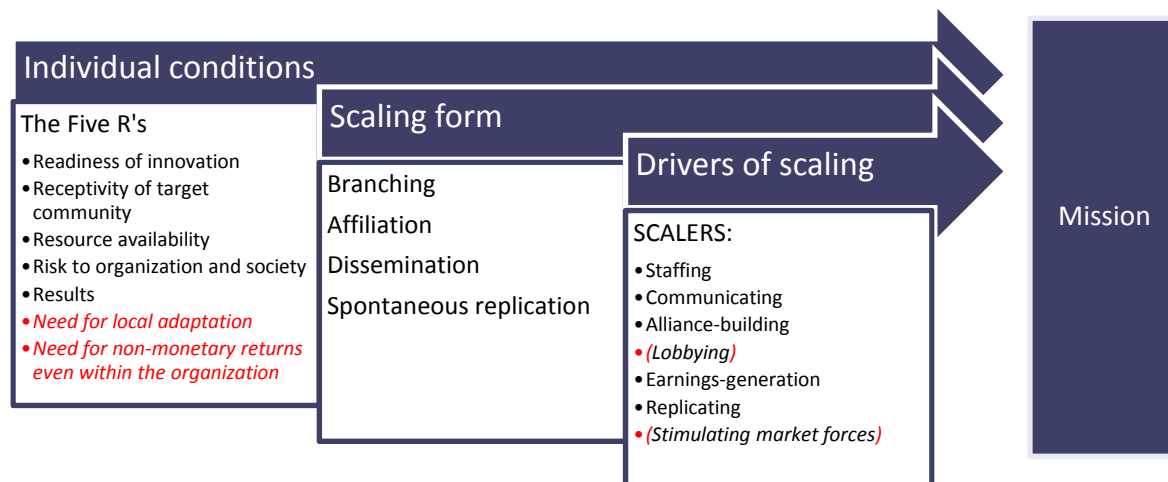 Individual conditions
The Five R's
•Readiness of innovation
•Receptivity of target
community
•Resource availability
•Risk to organization and society
•Results
•Need for local adaptation
•Need for non-monetary returns
even within the organization
Scaling form
Branching
Affiliation
Dissemination
Spontaneous replication
Drivers of scaling
SCALERS:
•Staffing
•Communicating
•Alliance-building
•(Lobbying)
•Earnings-generation
•Replicating
•(Stimulating market forces)
Mission